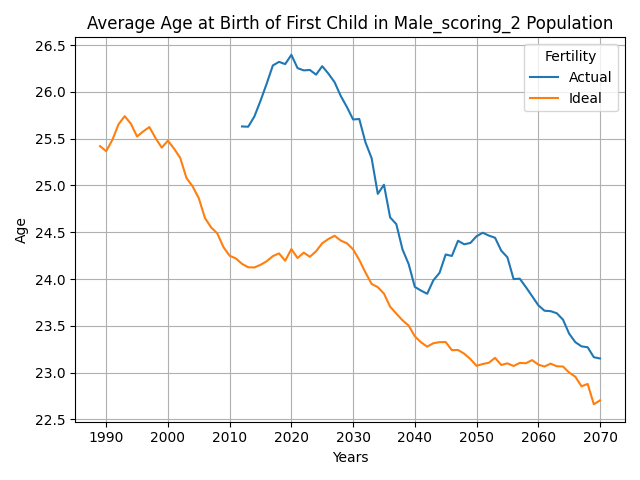 Average Age at Birth of First Child in Male_scoring_2 Population
Fertility
Actual
Ideal
Age
26.5
26.0
25.5
25.0
24.5
24.0
23.5
23.0
22.5
1990 2000 2010 2020 2030 2040 2050 2060 2070
Years